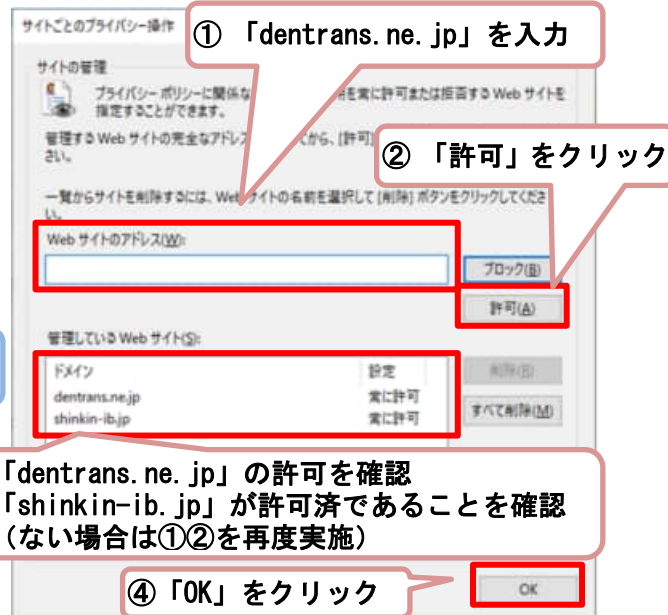 サイトごとのプライバシー操作
① 「dentrans.ne.jp」を入力
サイトの管理
プライバシー ポリシーに関係な
を常に許可または拒否する Web サイトを
指定することができます。
管理する Web サイトの完全なアドレス
てから、[許可]
さい。
② 「許可」をクリック
一覧からサイトを削除するには、Web サイトの名前を選択して [削除] ボタンをクリックしてくださ
い。
Web サイトのアドレス(W):
ブロック(B)
許可(A)
管理している Web サイト(S):
ドメイン 設定
削除(R)
dentrans.ne.jp 常に許可
shinkin-ib.jp 常に許可
すべて削除(M)
「dentrans.ne.jp」の許可を確認
「shinkin-ib.jp」が許可済であることを確認
(ない場合は①②を再度実施)
④「OK」をクリック
OK